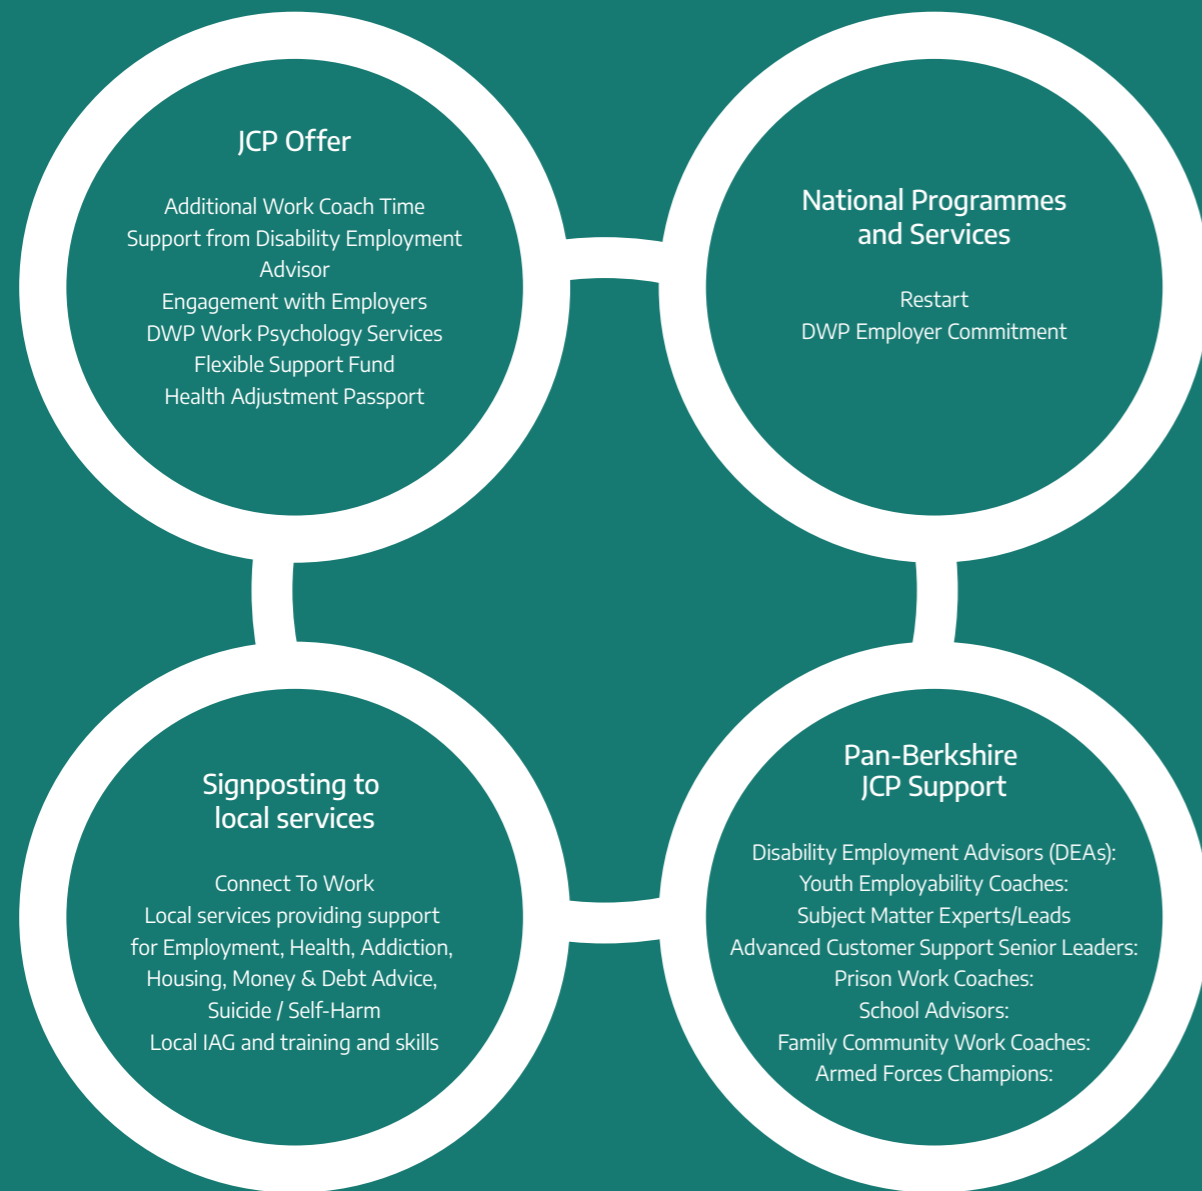 JCP Offer
Additional Work Coach Time
Support from Disability Employment
Advisor
Engagement with Employers
DWP Work Psychology Services
Flexible Support Fund
Health Adjustment Passport
National Programmes
and Services
Restart
DWP Employer Commitment
Signposting to
local services
Connect To Work
Local services providing support
for Employment, Health, Addiction,
Housing, Money & Debt Advice,
Suicide / Self-Harm
Local IAG and training and skills
Pan-Berkshire
JCP Support
Disability Employment Advisors (DEAs):
Youth Employability Coaches:
Subject Matter Experts/Leads
Advanced Customer Support Senior Leaders:
Prison Work Coaches:
School Advisors:
Family Community Work Coaches:
Armed Forces Champions: